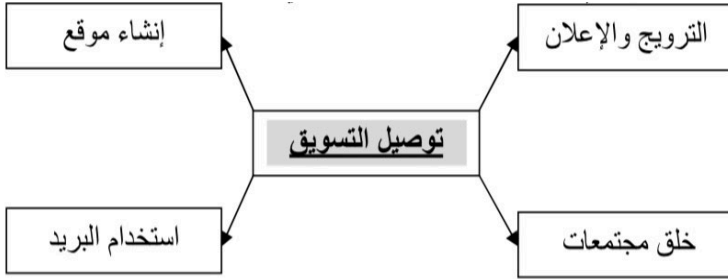 الترويج والإعلان
إنشاء موقع
توصيل التسويق
خلق مجتمعات
استخدام البريد